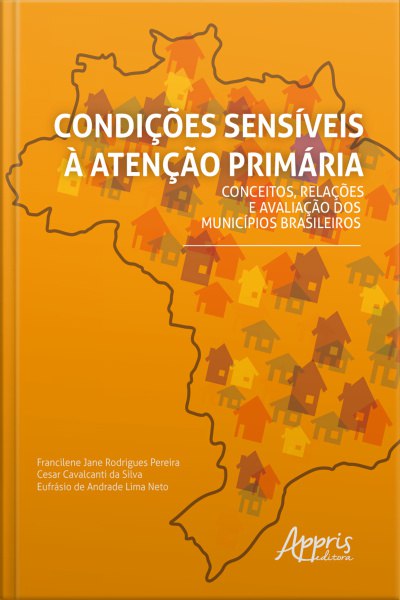 CONDIÇÕES SENSÍVEIS
À ATENÇÃO PRIMÁRIA
CONCEITOS, RELAÇÕES
E AVALIAÇÃO DOS
MUNICÍPIOS BRASILEIROS
Francilene Jane Rodrigues Pereira
Cesar Cavalcanti da Silva
Eufrásio de Andrade Lima Neto
Appris
editora